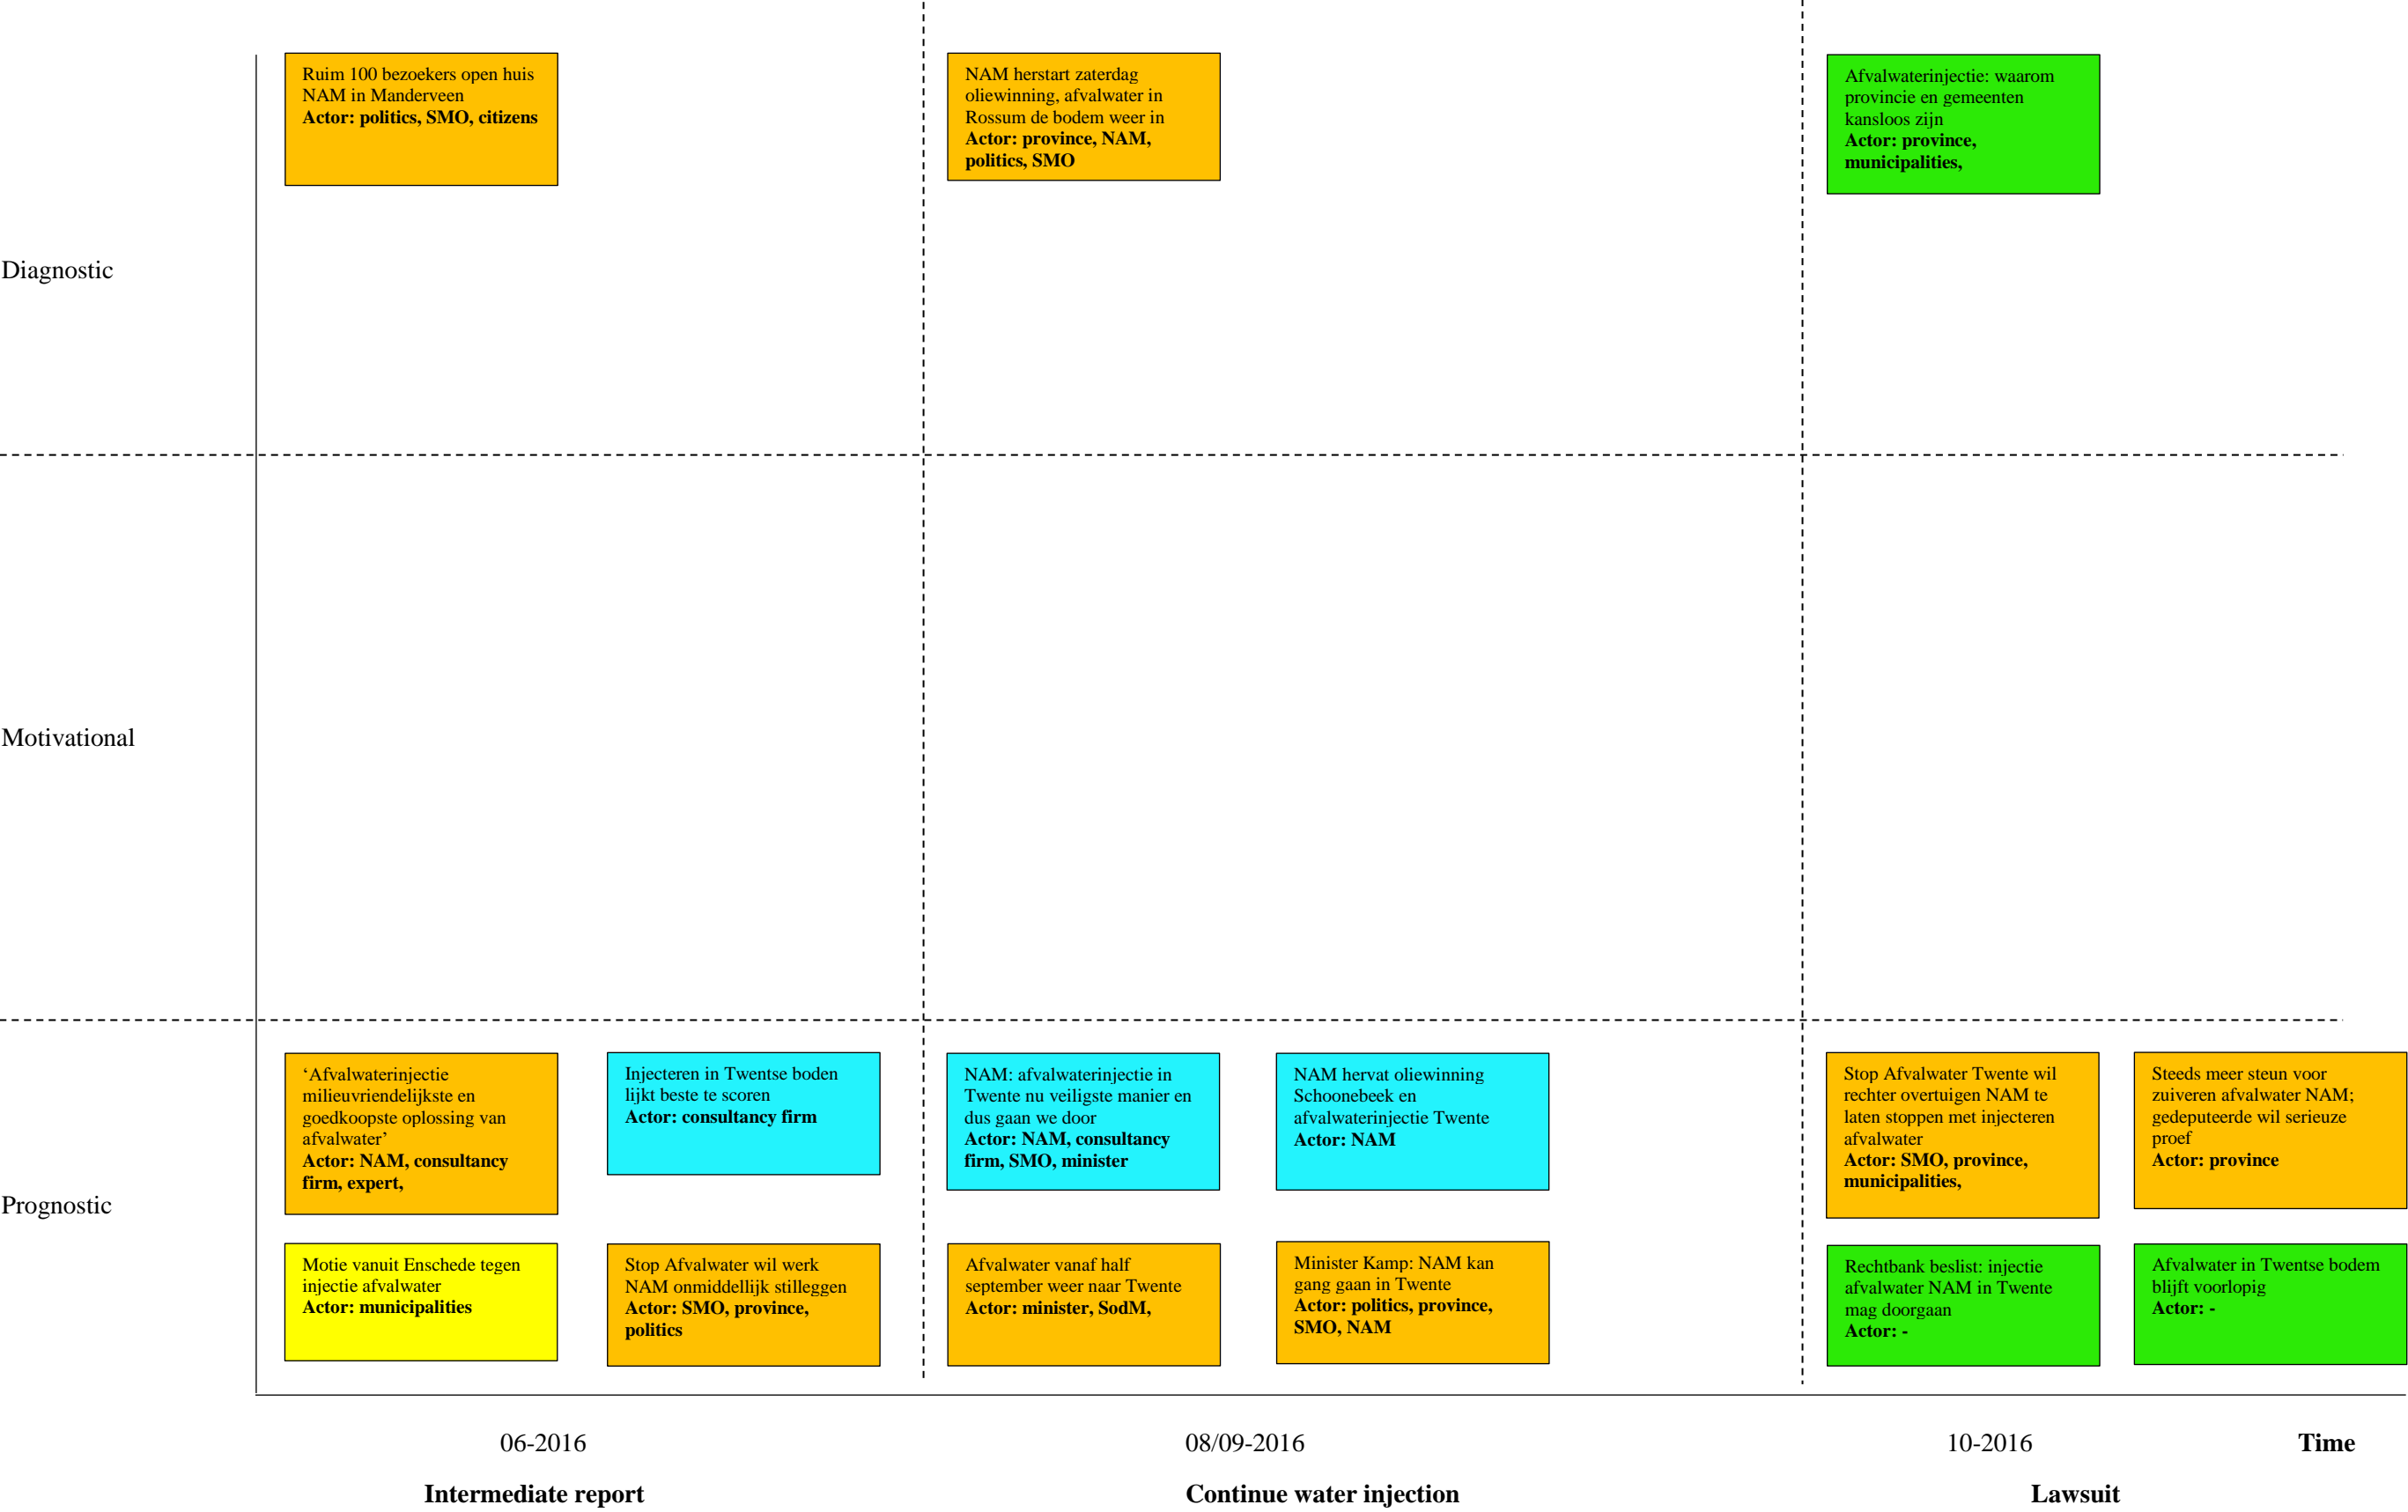 Ruim 100 bezoekers open huis
NAM in Manderveen
Actor: politics, SMO, citizens
NAM herstart zaterdag
oliewinning, afvalwater in
Rossum de bodem weer in
Actor: province, NAM,
politics, SMO
Afvalwaterinjectie: waarom
provincie en gemeenten
kansloos zijn
Actor: province,
municipalities,
Diagnostic
Motivational
Prognostic
‘Afvalwaterinjectie
milieuvriendelijkste en
goedkoopste oplossing van
afvalwater’
Actor: NAM, consultancy
firm, expert,
Injecteren in Twentse boden
lijkt beste te scoren
Actor: consultancy firm
NAM: afvalwaterinjectie in
Twente nu veiligste manier en
dus gaan we door
Actor: NAM, consultancy
firm, SMO, minister
NAM hervat oliewinning
Schoonebeek en
afvalwaterinjectie Twente
Actor: NAM
Stop Afvalwater Twente wil
rechter overtuigen NAM te
laten stoppen met injecteren
afvalwater
Actor: SMO, province,
municipalities,
Steeds meer steun voor
zuiveren afvalwater NAM;
gedeputeerde wil serieuze
proef
Actor: province
Motie vanuit Enschede tegen
injectie afvalwater
Actor: municipalities
Stop Afvalwater wil werk
NAM onmiddellijk stilleggen
Actor: SMO, province,
politics
Afvalwater vanaf half
september weer naar Twente
Actor: minister, SodM,
Minister Kamp: NAM kan
gang gaan in Twente
Actor: politics, province,
SMO, NAM
Rechtbank beslist: injectie
afvalwater NAM in Twente
mag doorgaan
Actor: -
Afvalwater in Twentse bodem
blijft voorlopig
Actor: -
06-2016
08/09-2016
10-2016
Time
Intermediate report
Continue water injection
Lawsuit